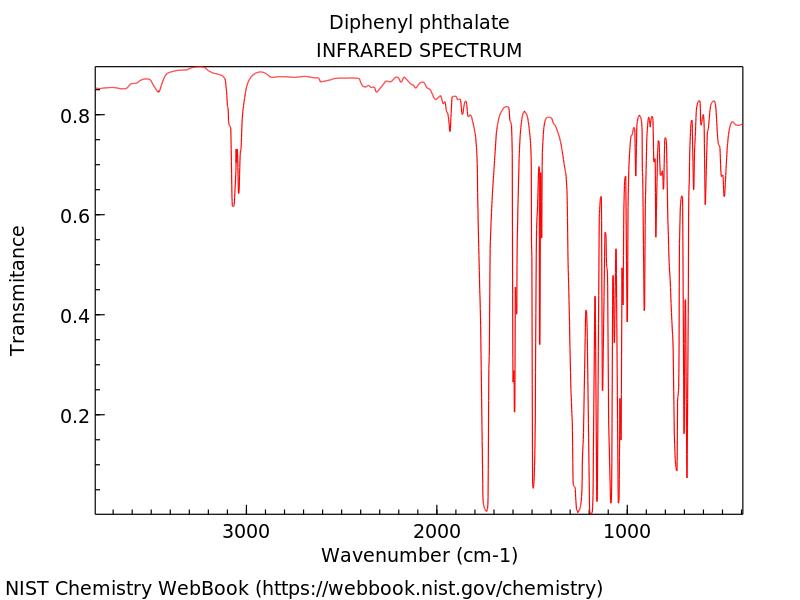 Diphenyl phthalate
INFRARED SPECTRUM
Transmitance
0.8
0.6
0.4
0.2
3000 2000 1000
Wavenumber (cm-1)
NIST Chemistry WebBook (https://webbook.nist.gov/chemistry)